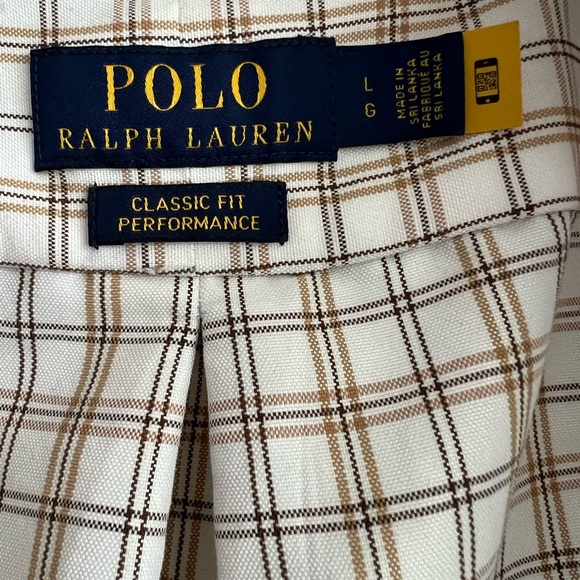 POLO
RALPH LAUREN
L
G
MADE IN
SRI LANKA
FABRIQUÉ AU
SRI LANKA
CLASSIC FIT
PERFORMANCE